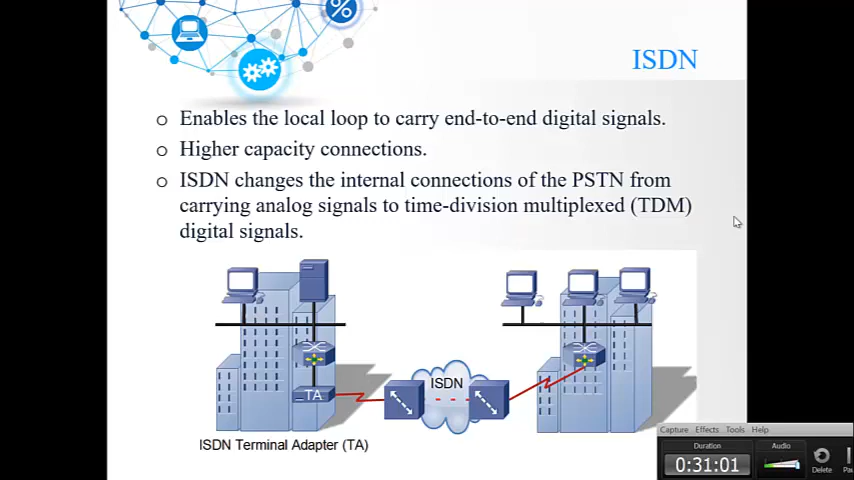 ISDN
o Enables the local loop to carry end-to-end digital signals.
o Higher capacity connections.
o ISDN changes the internal connections of the PSTN from
carrying analog signals to time-division multiplexed (TDM)
digital signals.
ISDN
TA
ISDN Terminal Adapter (TA)
Capture Effects Tools Help
Duration
Audio
0:31:01
Delete